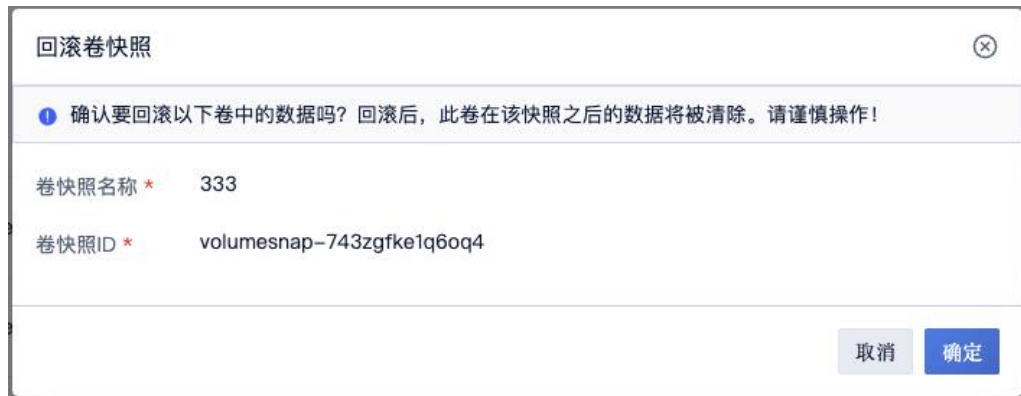 回滚卷快照
确认要回滚以下卷中的数据吗？回滚后，此卷在该快照之后的数据将被清除。请谨慎操作！
卷快照名称 * 333
卷快照ID * volumesnap-743zgfke1q6oq4
取消 确定